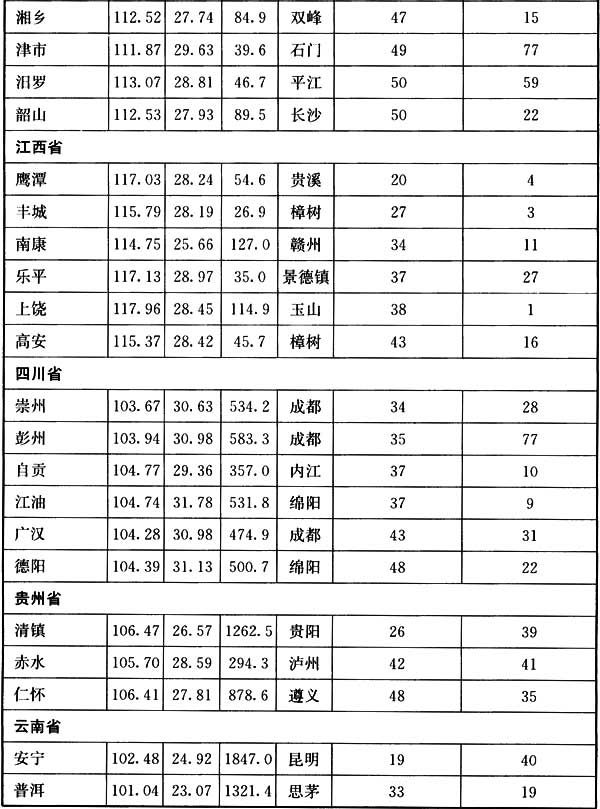 湘乡 112.52 27.74 84.9 双峰 47 15
津市 111.87 29.63 39.6 石门 49 77
汨罗 113.07 28.81 46.7 平江 50 59
韶山 112.53 27.93 89.5 长沙 50 22
江西省
鹰潭 117.03 28.24 54.6 贵溪 20 4
丰城 115.79 28.19 26.9 樟树 27 3
南康 114.75 25.66 127.0 赣州 34 11
乐平 117.13 28.97 35.0 景德镇 37 27
上饶 117.96 28.45 114.9 玉山 38 1
高安 115.37 28.42 45.7 樟树 43 16
四川省
崇州 103.67 30.63 534.2 成都 34 28
彭州 103.94 30.98 583.3 成都 35 77
自贡 104.77 29.36 357.0 内江 37 10
江油 104.74 31.78 531.8 绵阳 37 9
广汉 104.28 30.98 474.9 成都 43 31
德阳 104.39 31.13 500.7 绵阳 48 22
贵州省
清镇 106.47 26.57 1262.5 贵阳 26 39
赤水 105.70 28.59 294.3 泸州 42 41
仁怀 106.41 27.81 878.6 遵义 48 35
云南省
安宁 102.48 24.92 1847.0 昆明 19 40
普洱 101.04 23.07 1321.4 思茅 33 19